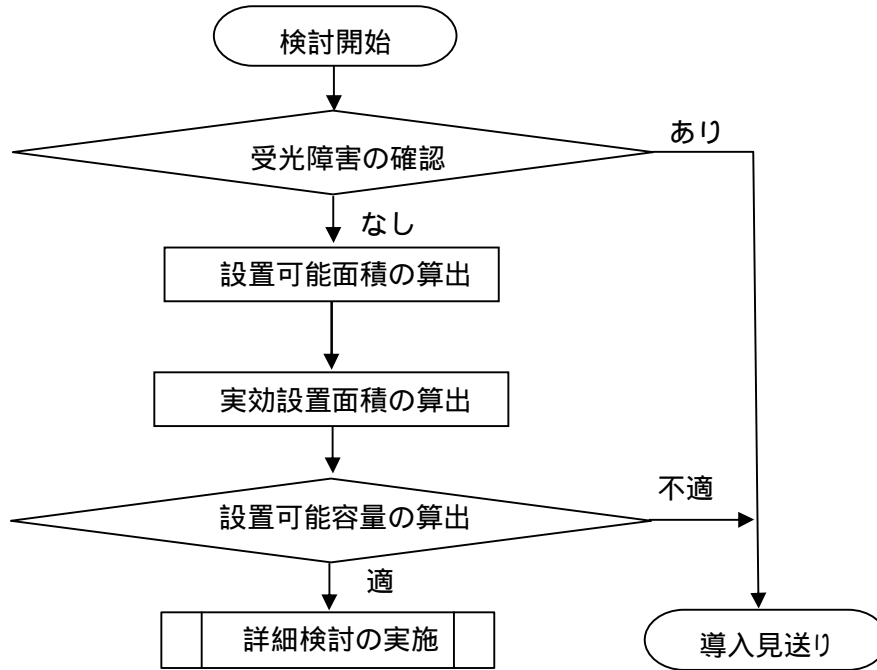 検討開始
受光障害の確認
あり
なし
設置可能面積の算出
実効設置面積の算出
設置可能容量の算出
不適
適
詳細検討の実施
導入見送り